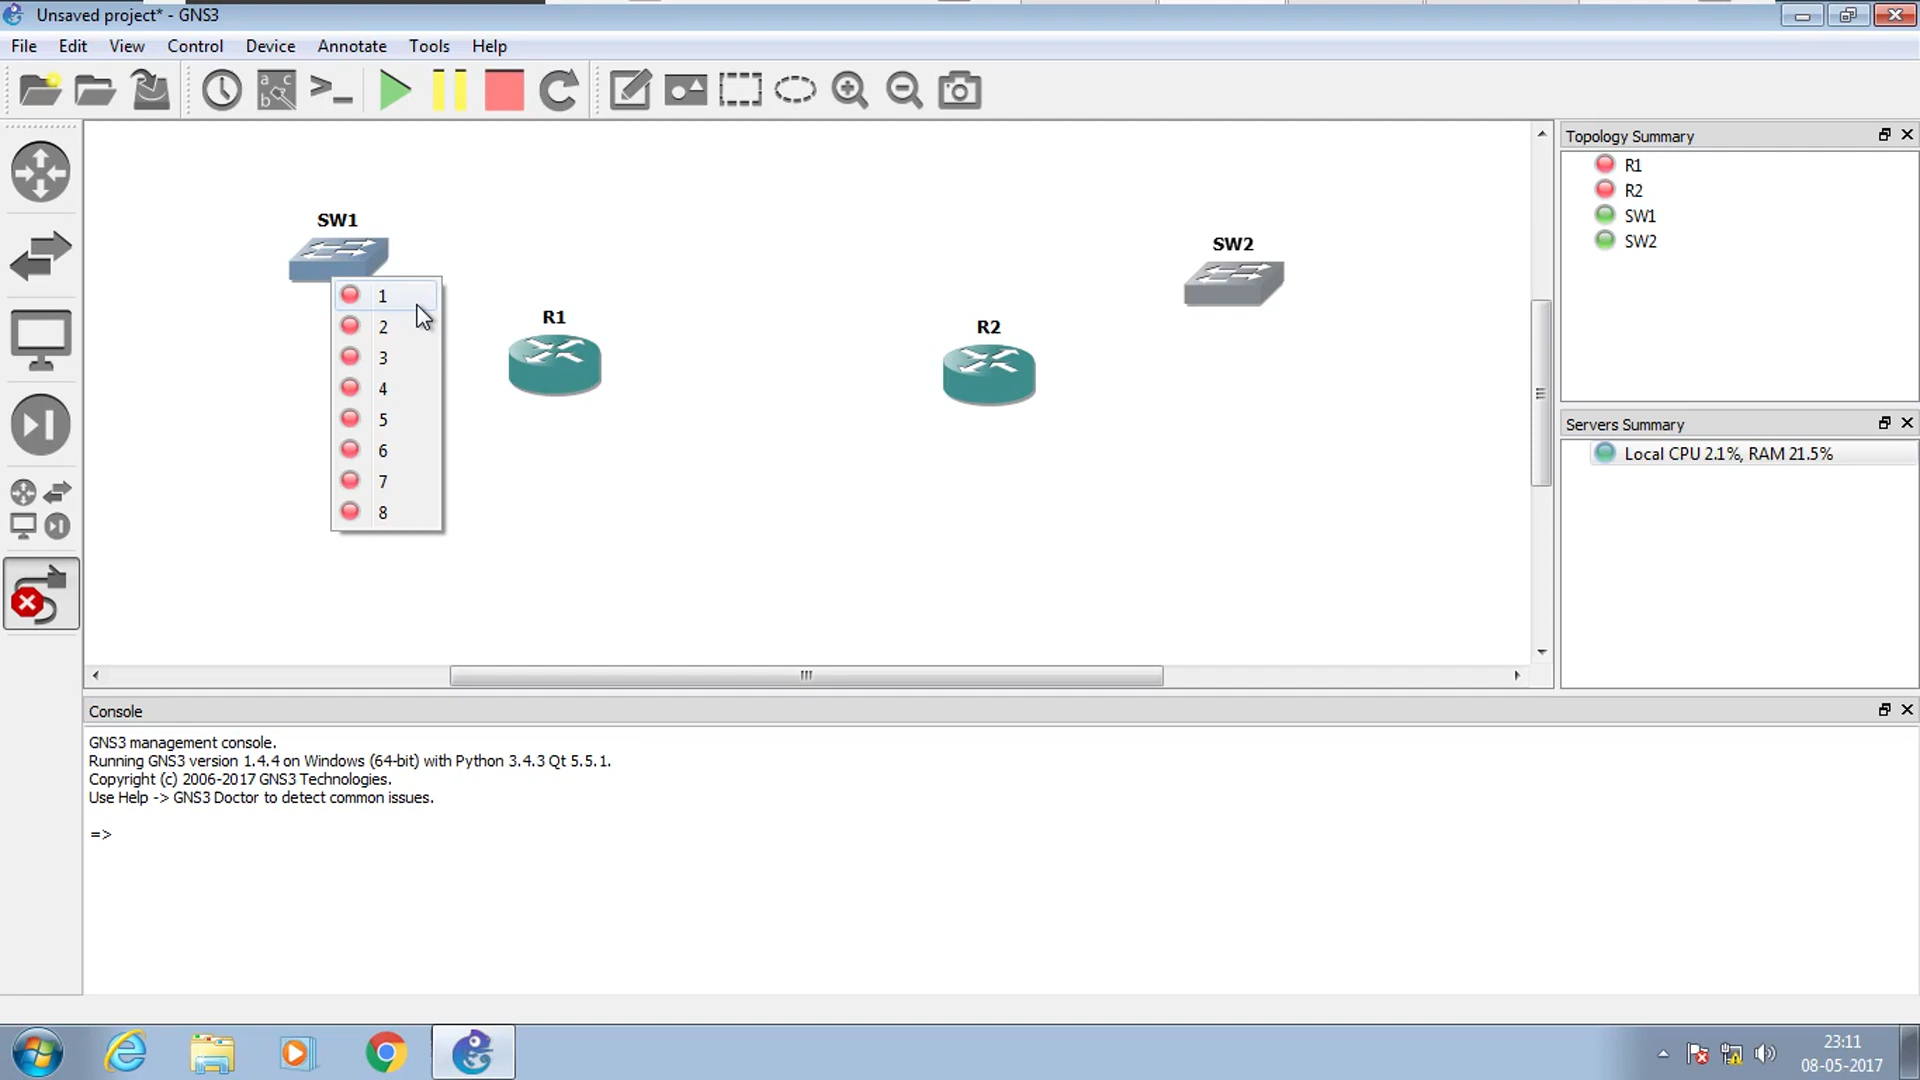 Unsaved project* - GNS3
File Edit View Control Device Annotate Tools Help
Topology Summary
R1
R2
SW1
SW2
SW1
SW2
R1
R2
1
2
3
4
5
6
7
8
Servers Summary
Local CPU 2.1%, RAM 21.5%
Console
GNS3 management console.
Running GNS3 version 1.4.4 on Windows (64-bit) with Python 3.4.3 Qt 5.5.1.
Copyright (c) 2006-2017 GNS3 Technologies.
Use Help -> GNS3 Doctor to detect common issues.
=>
23:11
08-05-2017